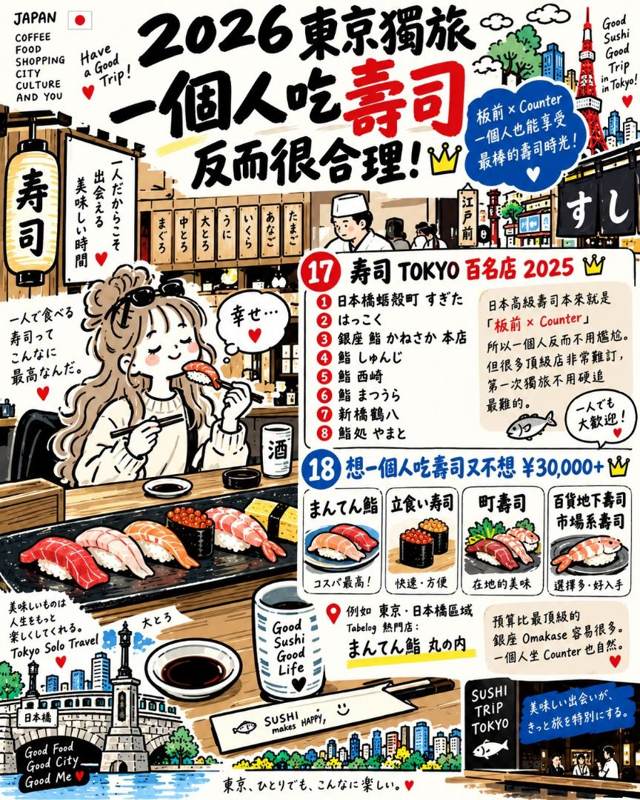 JAPAN
COFFEE
FOOD
SHOPPING
CITY
CULTURE
AND YOU
Have
a Good
Trip!
2026 東京獨旅
一個人吃壽司
反而很合理！
Good
Sushi
Good
Trip
in
in Tokyo!
板前 × Counter
一個人也能享受
最棒的壽司時光！
寿司
一人だからこそ
出会える
美味しい時間
まぐろ
中とろ
大とろ
うに
いくら
あなご
たまご
江戸前
すし
一人で食べる
寿司って
こんなに
最高なんだ。
幸せ…
酒
17 寿司 TOKYO 百名店 2025
1 日本橋蛎殻町 すぎた
2 はっこく
3 銀座 鮨 かねさか 本店
4 鮨 しゅんじ
5 鮨 西崎
6 鮨 まつうら
7 新橋鶴八
8 鮨処 やまと
日本高級壽司本來就是
「板前 × Counter」
所以一個人反而不用尷尬。
但很多頂級店非常難訂，
第一次獨旅不用硬追
最難的。
一人でも
大歓迎！
18 想一個人吃壽司又不想 ¥30,000+
まんてん鮨
コスパ最高！
立食い寿司
快速・方便
町寿司
在地的美味
百貨地下壽司
市場系壽司
選擇多・好入手
例如 東京・日本橋區域
Tabelog 熱門店：
まんてん鮨 丸の内
預算比最頂級的
銀座 Omakase 容易很多。
一個人坐 Counter 也自然。
美味しいものは
人生をもっと
楽しくしてくれる。
Tokyo Solo Travel
大とろ
Good
Sushi
Good
Life
SUSHI
makes HAPPY,
日本橋
Good Food
Good City
Good Me
SUSHI
TRIP
TOKYO
美味しい出会いが、
きっと旅を特別にする。
東京、ひとりでも、こんなに楽しい。